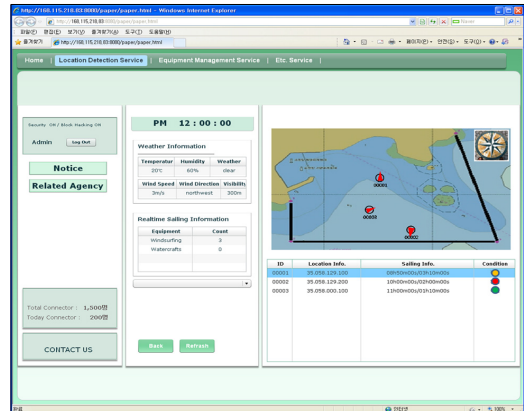 http://168.115.218.83:8080/paper/paper.html - Windows Internet Explorer
http://168.115.218.83:8080/paper/paper.html
Naver
파일(F) 편집(E) 보기(V) 즐겨찾기(A) 도구(T) 도움말(H)
즐겨찾기 http://168.115.218.83:8080/paper/paper.html
페이지(P) 안전(S) 도구(O)
Home | Location Detection Service | Equipment Management Service | Etc. Service |
Security ON / Block Hacking ON
Admin Log Out
Notice
Related Agency
Total Connector : 1,500명
Today Connector : 200명
CONTACT US
PM 12 : 00 : 00
Weather Information
Temperatur Humidity Weather
20℃ 60% clear
Wind Speed Wind Direction Visibilit
3m/s northwest 300m
Realtime Sailing Information
Equipment Count
Windsurfing 3
Watercrafts 0
Back Refresh
00001
00003
00002
ID Location Info. Sailing Info. Condition
00001 35.058.129.100 08h50m00s/03h10m00s
00002 35.058.129.200 10h00m00s/02h00m00s
00003 35.058.000.100 11h00m00s/01h10m00s
완료
인터넷
100%